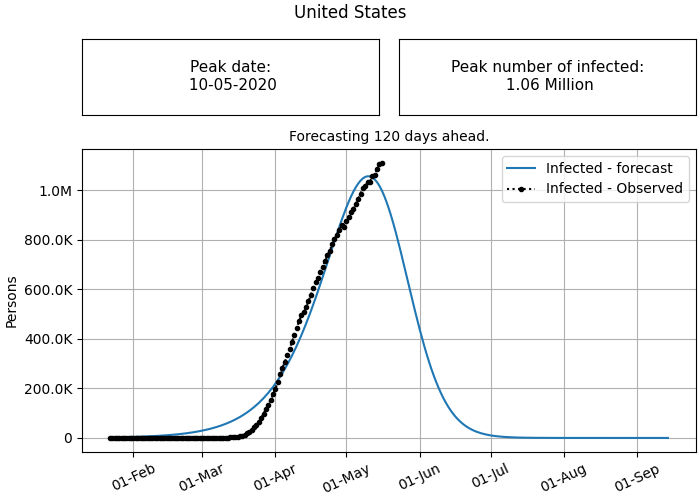 United States
Peak date:
10-05-2020
Peak number of infected:
1.06 Million
Forecasting 120 days ahead.
Infected - forecast
Infected - Observed
1.0M
800.0K
600.0K
400.0K
200.0K
0
Persons
01-Feb
01-Mar
01-Apr
01-May
01-Jun
01-Jul
01-Aug
01-Sep